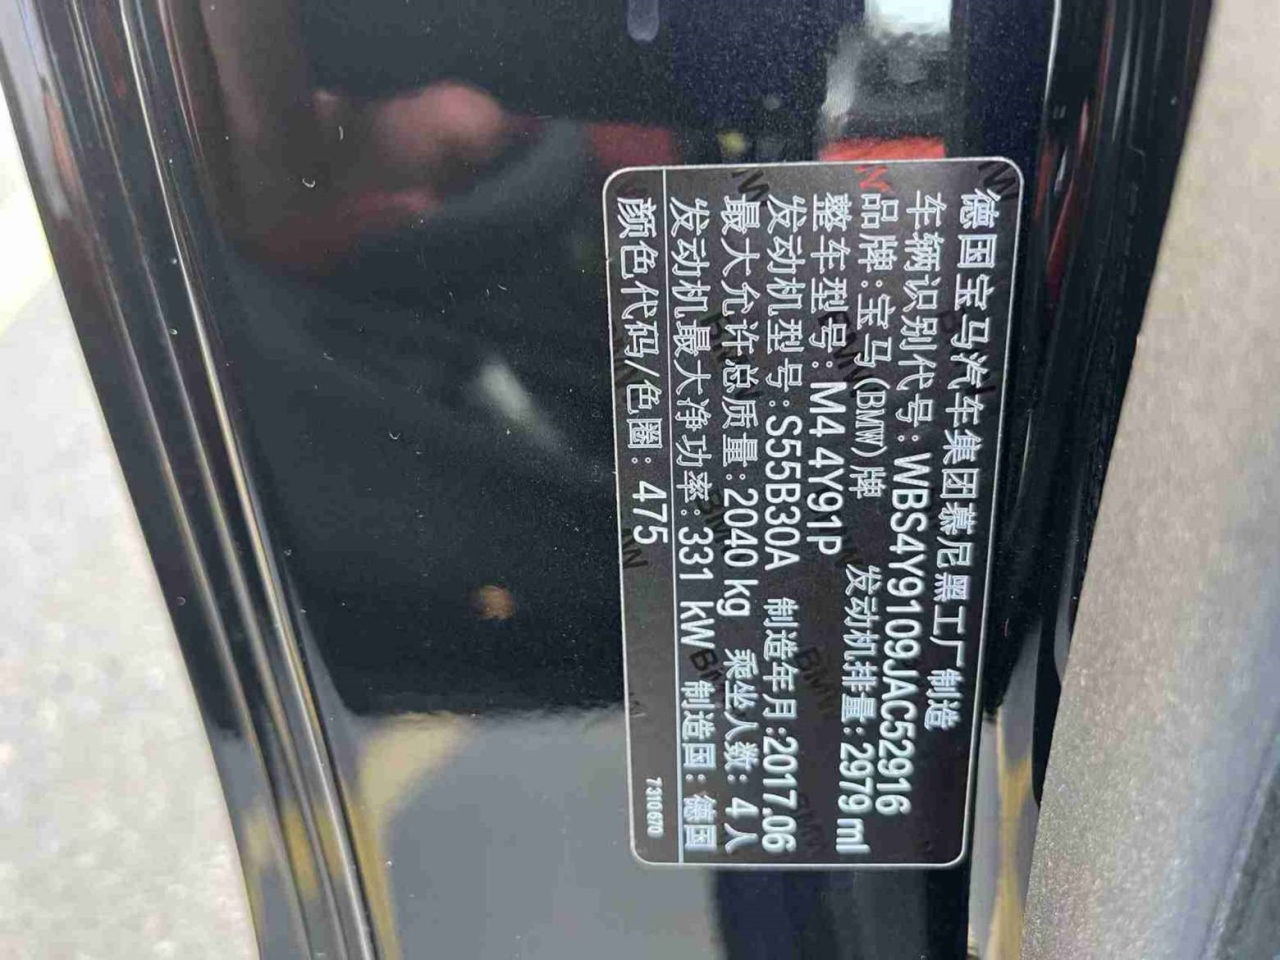 德国宝马汽车集团慕尼黑工厂制造
车辆识别代号:WBS4Y9109JAC52916
品牌:宝马(BMW)牌 发动机排量:2979 ml
整车型号:M4 4Y91P
发动机型号:S55B30A 制造年月:2017.06
最大允许总质量:2040 kg 乘坐人数:4人
发动机最大净功率:331 kW 制造国:德国
颜色代码/色圈:475
7310670